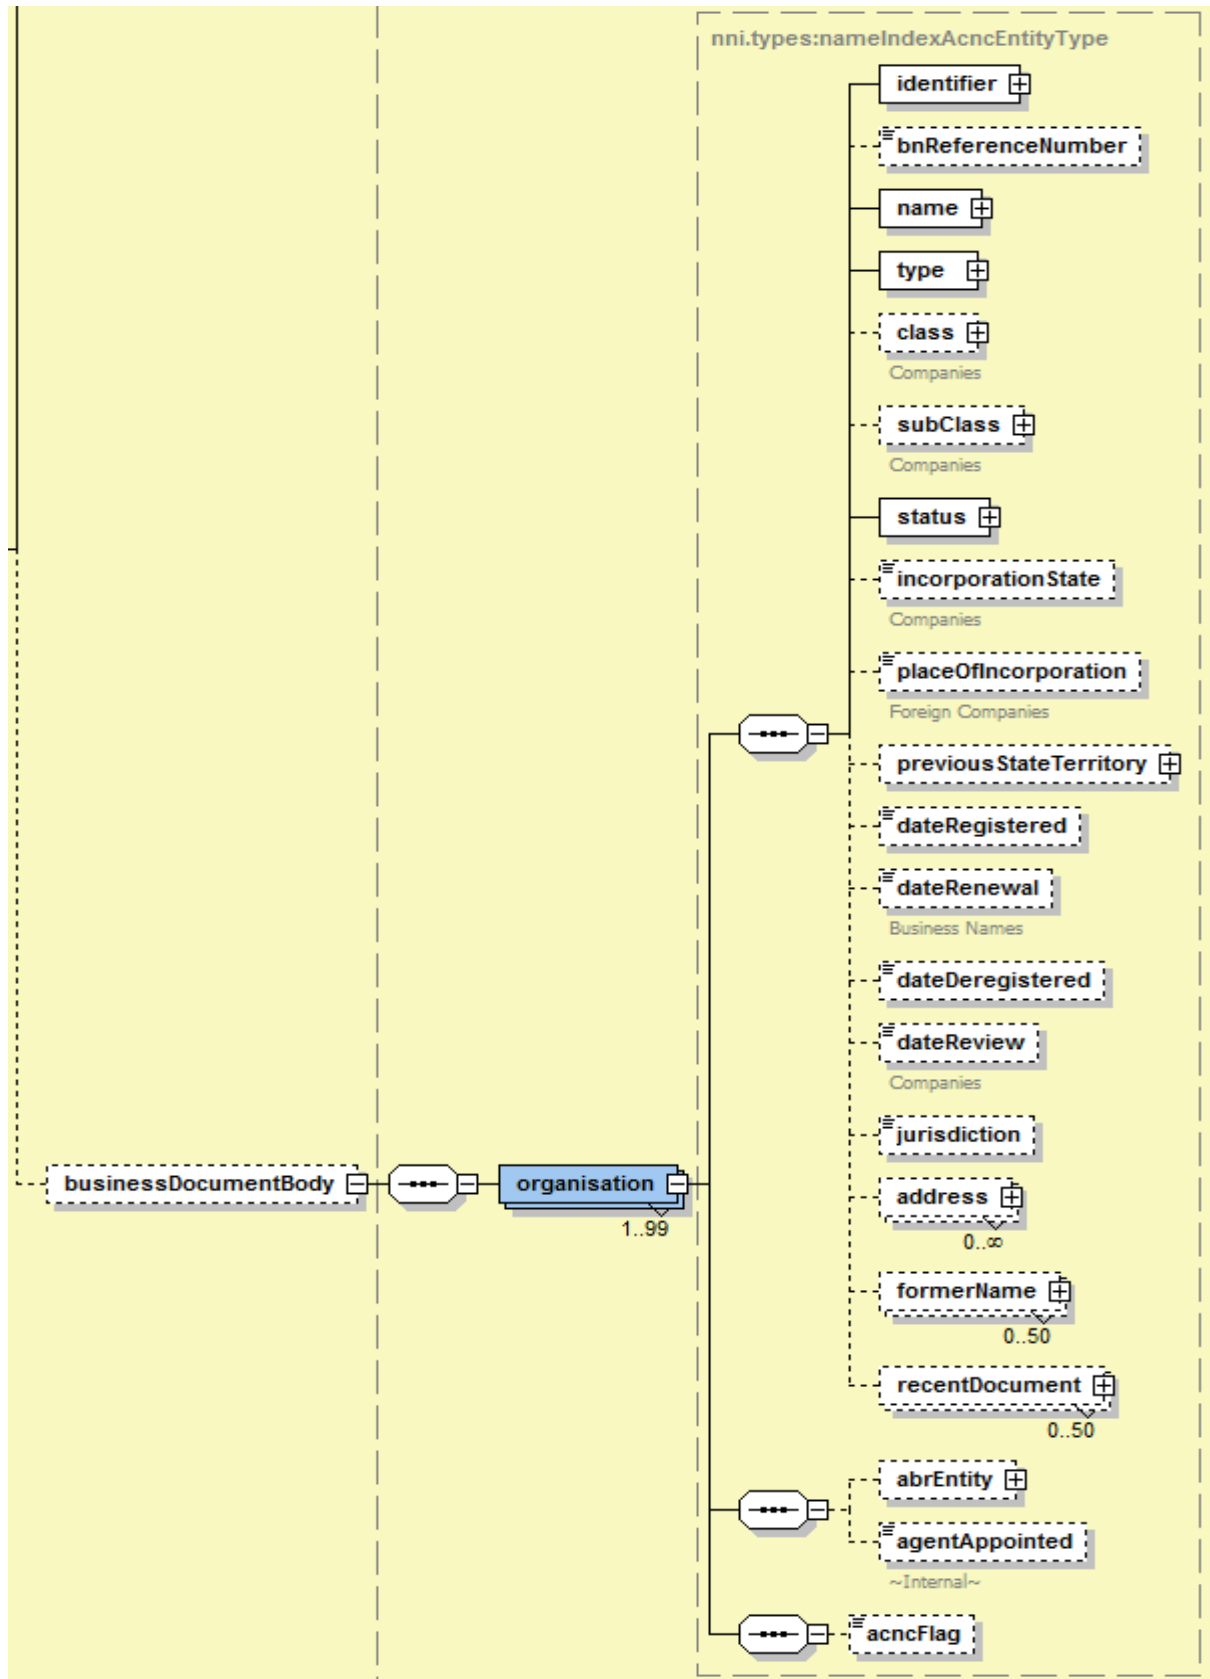 nni.types:nameIndexAcncEntityType
identifier
bnReferenceNumber
name
type
class
Companies
subClass
Companies
status
incorporationState
Companies
placeOfIncorporation
Foreign Companies
previousStateTerritory
dateRegistered
dateRenewal
Business Names
dateDeregistered
dateReview
Companies
jurisdiction
businessDocumentBody
organisation
1..99
address
0..∞
formerName
0..50
recentDocument
0..50
abrEntity
agentAppointed
~Internal~
acncFlag